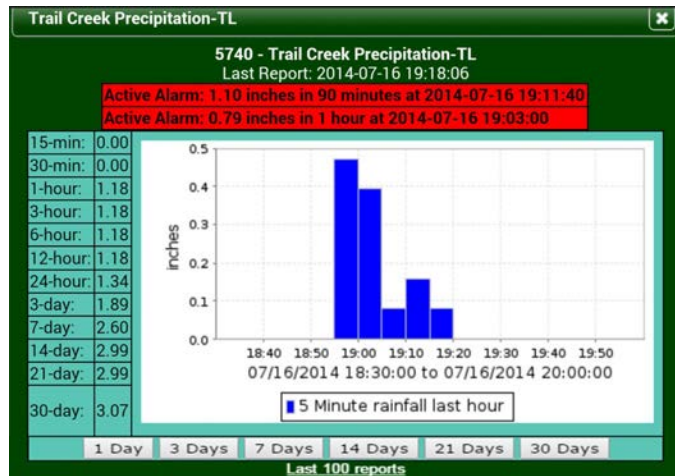 Trail Creek Precipitation-TL
5740 - Trail Creek Precipitation-TL
Last Report: 2014-07-16 19:18:06
Active Alarm: 1.10 inches in 90 minutes at 2014-07-16 19:11:40
Active Alarm: 0.79 inches in 1 hour at 2014-07-16 19:03:00
15-min: 0.00
30-min: 0.00
1-hour: 1.18
3-hour: 1.18
6-hour: 1.18
12-hour: 1.18
24-hour: 1.34
3-day: 1.89
7-day: 2.60
14-day: 2.99
21-day: 2.99
30-day: 3.07
inches
0.5
0.4
0.3
0.2
0.1
0.0
18:40 18:50 19:00 19:10 19:20 19:30 19:40 19:50
07/16/2014 18:30:00 to 07/16/2014 20:00:00
5 Minute rainfall last hour
1 Day 3 Days 7 Days 14 Days 21 Days 30 Days
Last 100 reports